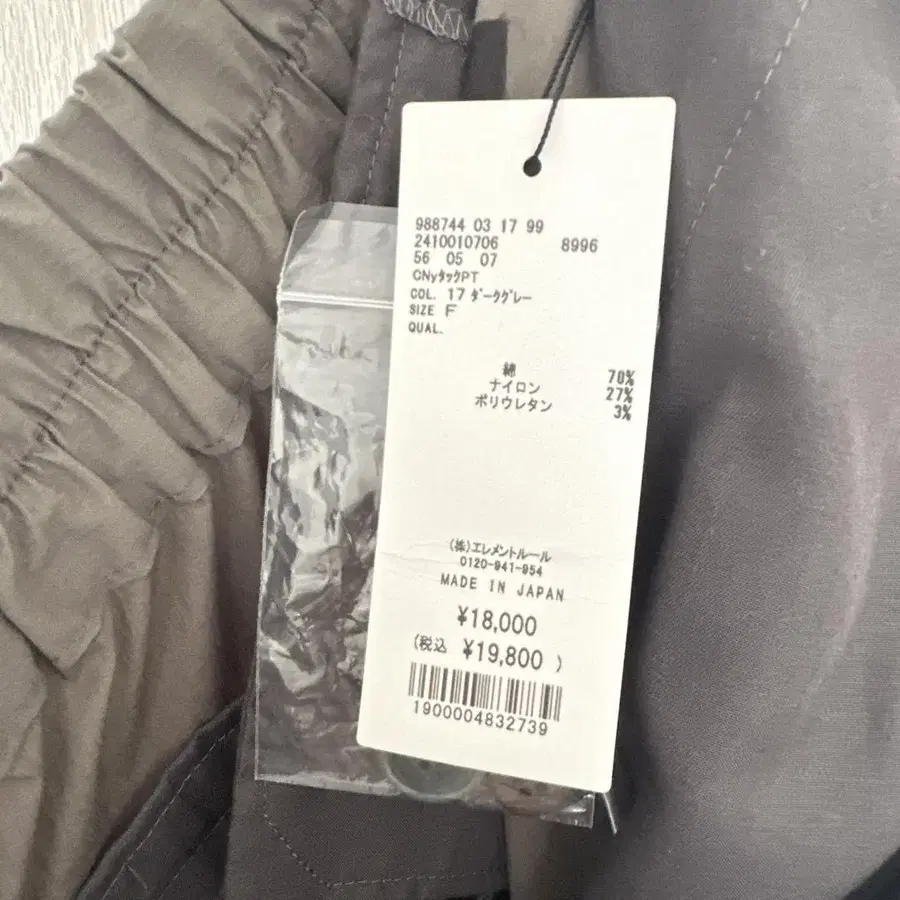 988744 03 17 99
2410010706 8996
56 05 07
CNyタックPT
COL. 17 ダークグレー
SIZE F
QUAL.
綿 70%
ナイロン 27%
ポリウレタン 3%
(株)エレメントルール
0120-941-954
MADE IN JAPAN
¥18,000
(税込 ¥19,800 )
1900004832739